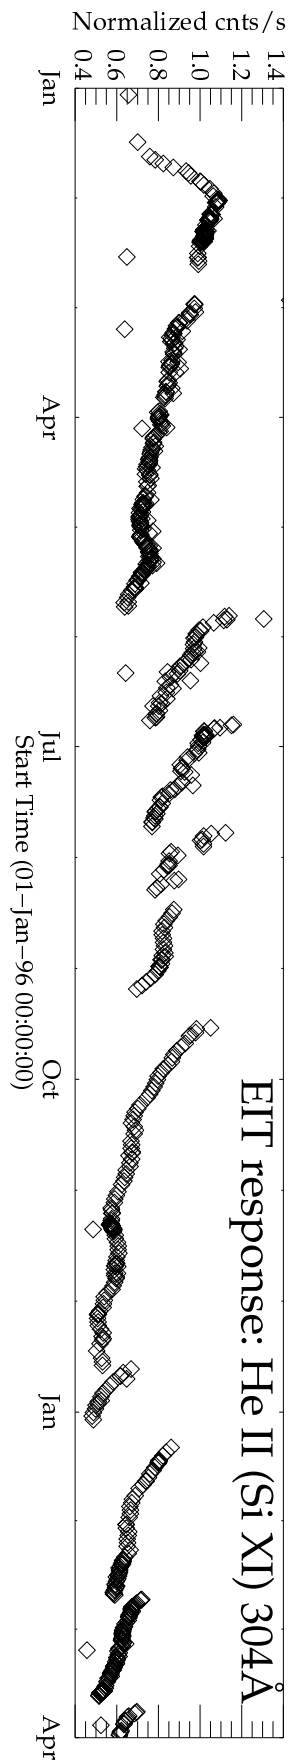 EIT response: He II (Si XI) 304Å
Normalized cnts/s
1.4
1.2
1.0
0.8
0.6
0.4
Jan Apr Jul Oct Jan Apr
Start Time (01-Jan-96 00:00:00)